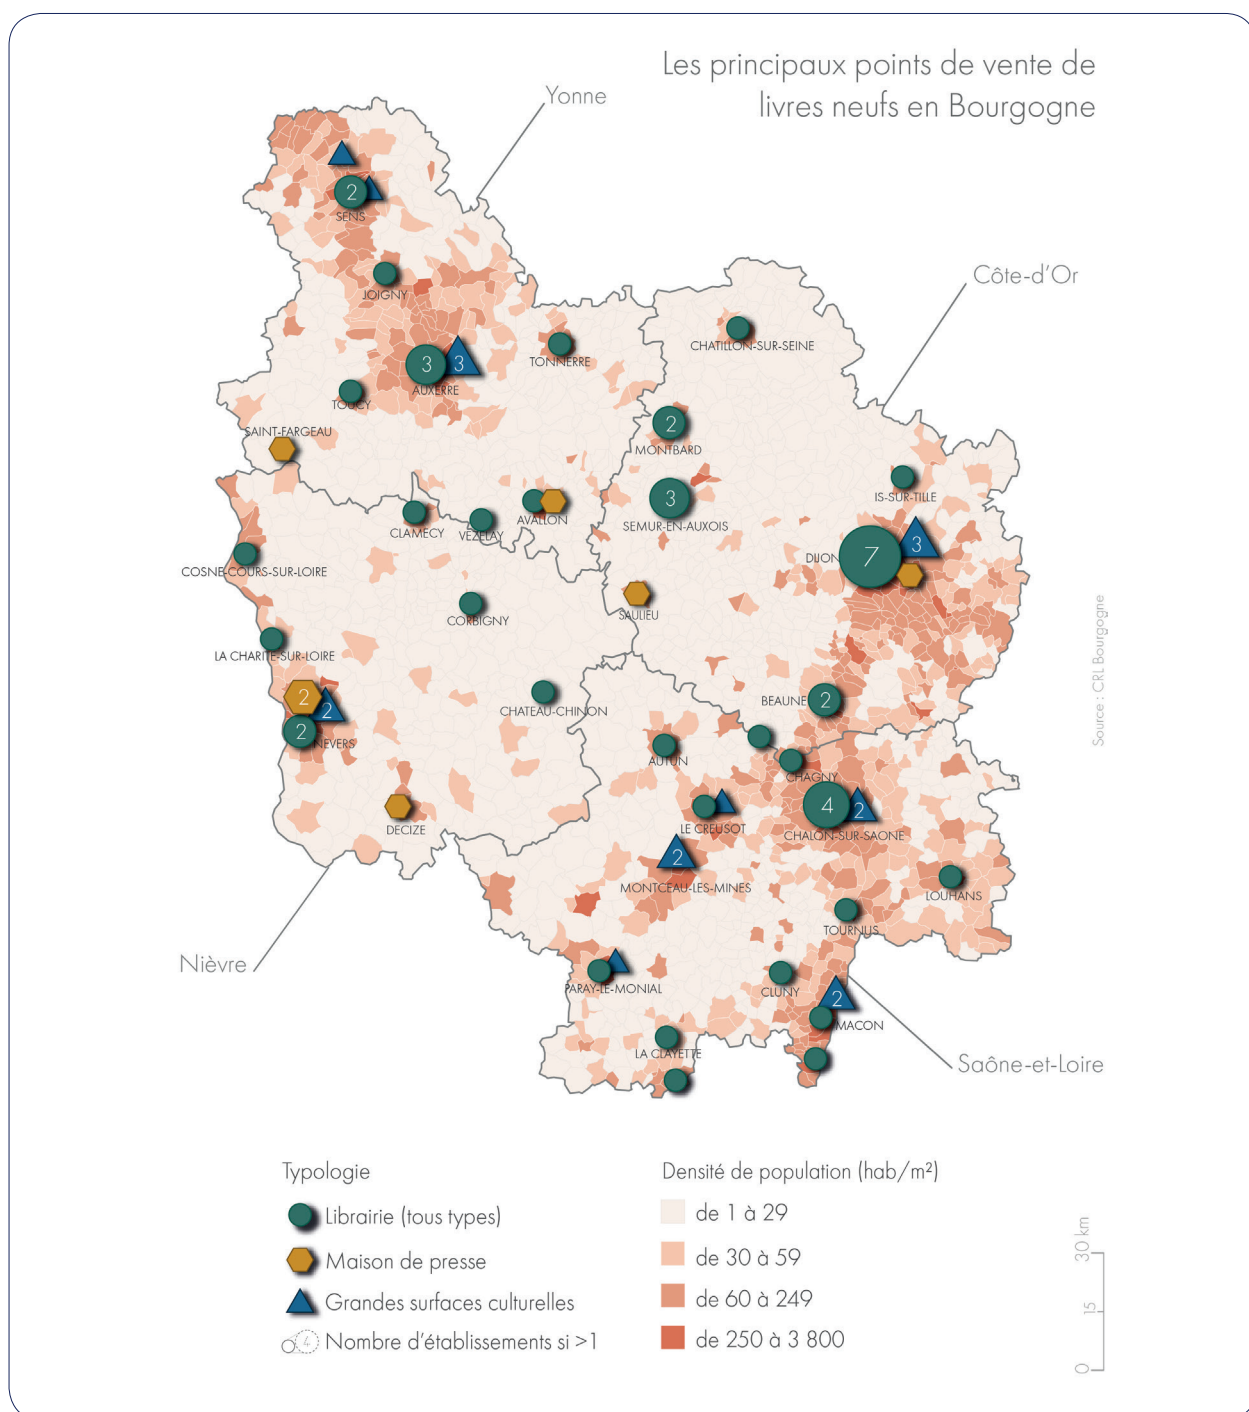 Les principaux points de vente de
livres neufs en Bourgogne
Yonne
2
SENS
Côte-d'Or
JOIGNY
CHATILLON-SUR-SEINE
TONNERRE
3
3
AUXERRE
TOUCY
2
MONTBARD
SAINT-FARGEAU
IS-SUR-TILLE
3
SEMUR-EN-AUXOIS
AVALLON
CLAMECY
VEZELAY
DIJON
7
3
COSNE-COURS-SUR-LOIRE
SAULIEU
CORBIGNY
LA CHARITE-SUR-LOIRE
Source : CRL Bourgogne
2
2
2
NEVERS
CHATEAU-CHINON
BEAUNE
2
AUTUN
CHAGNY
DECIZE
LE CREUSOT
4
2
CHALON-SUR-SAONE
2
MONTCEAU-LES-MINES
LOUHANS
TOURNUS
Nièvre
PARAY-LE-MONIAL
CLUNY
2
MACON
LA CLAYETTE
Saône-et-Loire
Typologie
Librairie (tous types)
Maison de presse
Grandes surfaces culturelles
4
Nombre d'établissements si >1
Densité de population (hab/m²)
de 1 à 29
de 30 à 59
de 60 à 249
de 250 à 3 800
30 km
15
0